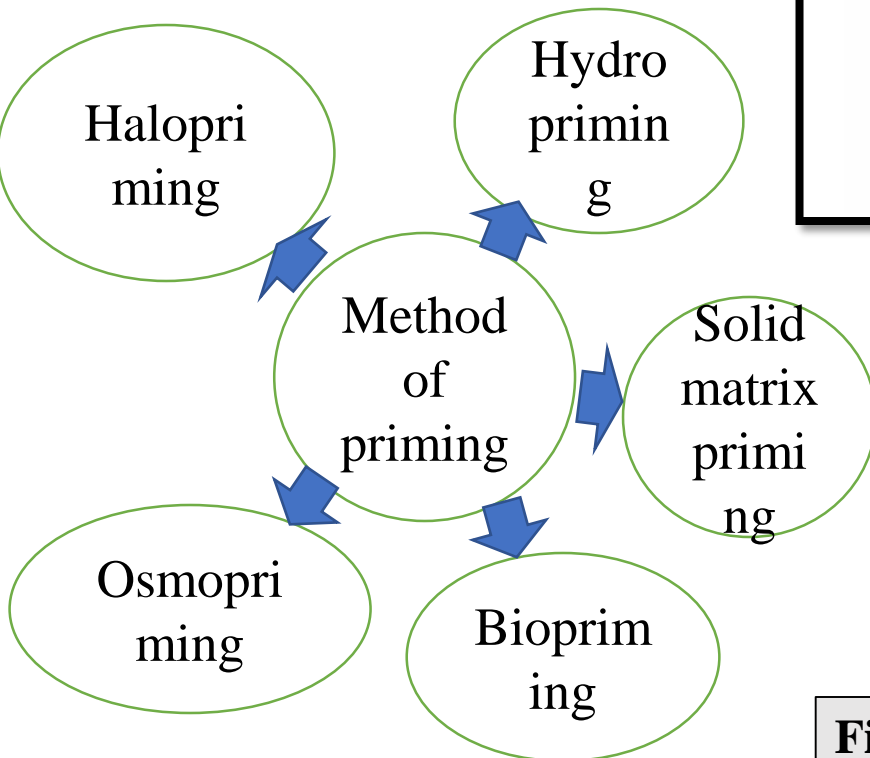 Halopri
ming
Hydro
primin
g
Method
of
priming
Solid
matrix
primi
ng
Osmopri
ming
Bioprim
ing